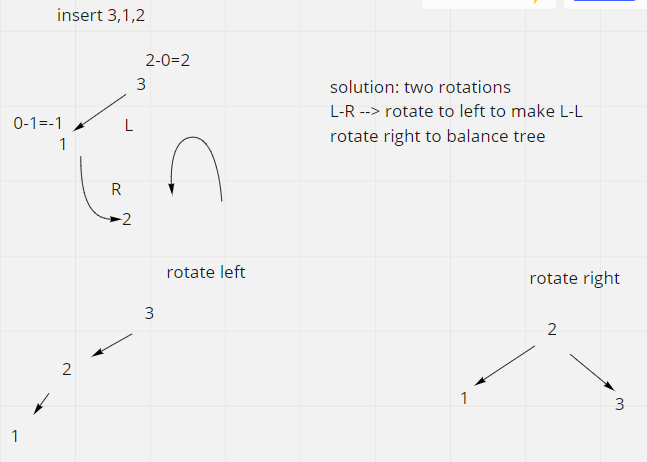 insert 3,1,2
2-0=2
3
solution: two rotations
L-R --> rotate to left to make L-L
rotate right to balance tree
0-1=-1
L
1
R
2
rotate left
3
2
1
rotate right
2
1
3